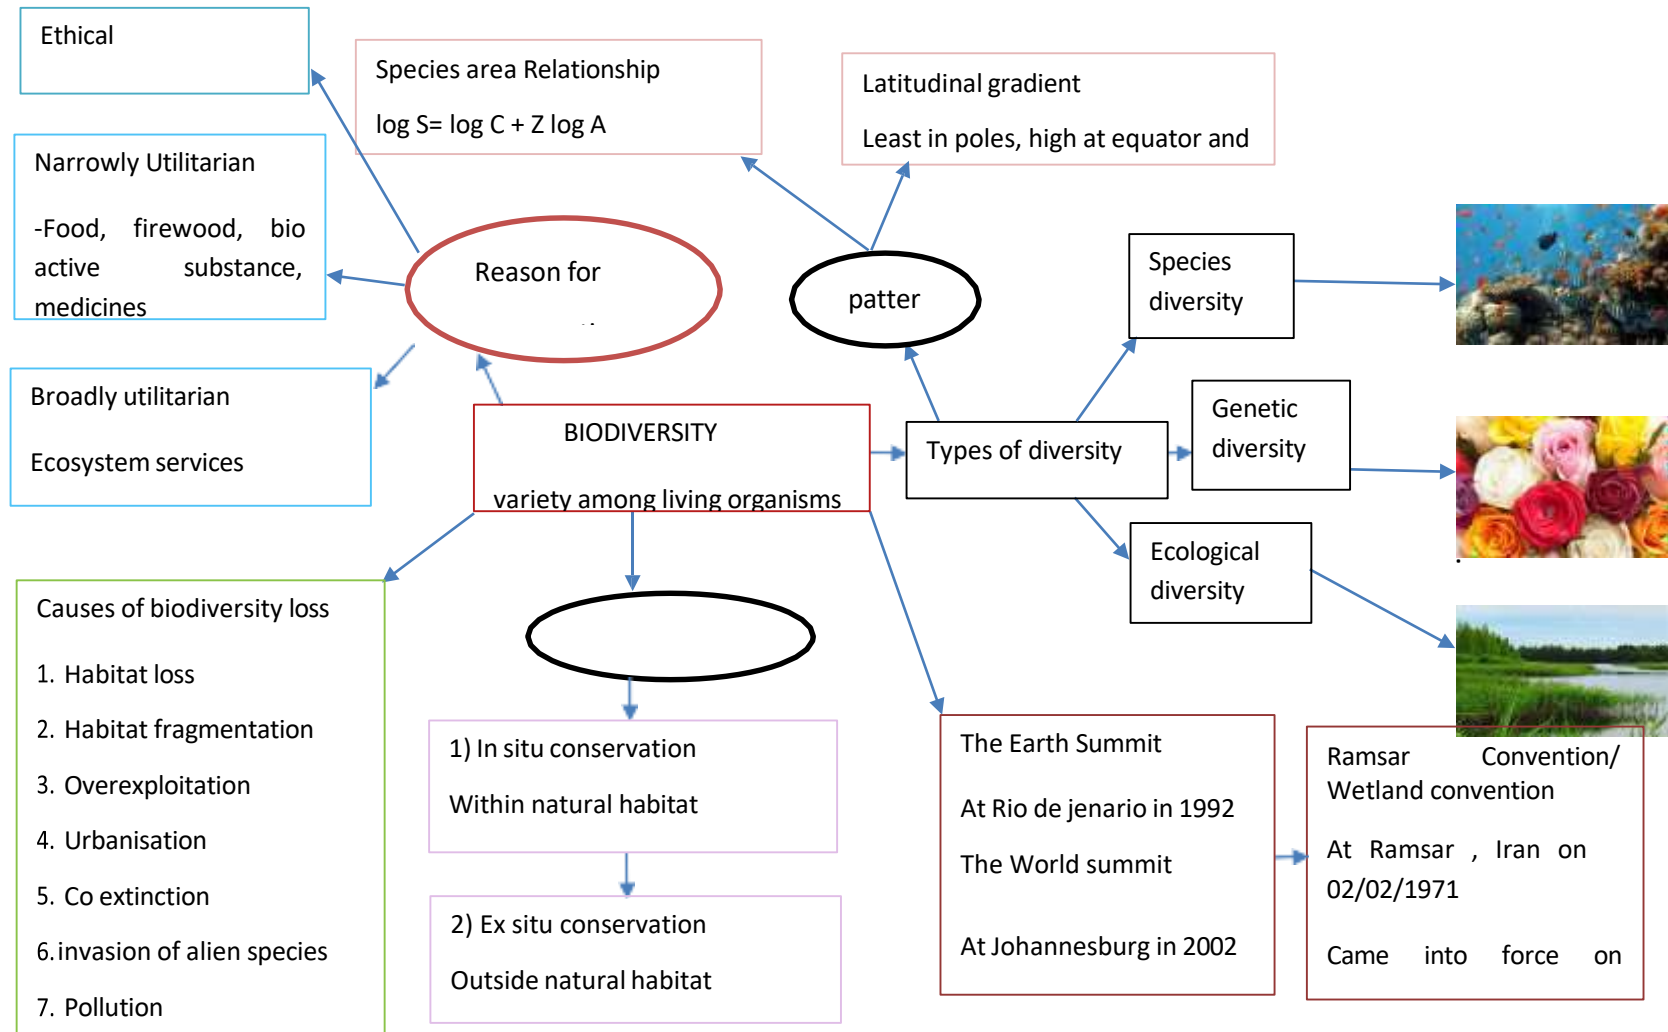 Ethical
Species area Relationship
log S= log C + Z log A
Latitudinal gradient
Least in poles, high at equator and
Narrowly Utilitarian
-Food, firewood, bio
active substance,
medicines
Reason for
patter
Species
diversity
Broadly utilitarian
Ecosystem services
BIODIVERSITY
variety among living organisms
Types of diversity
Genetic
diversity
Ecological
diversity
Causes of biodiversity loss
1. Habitat loss
2. Habitat fragmentation
3. Overexploitation
4. Urbanisation
5. Co extinction
6.invasion of alien species
7. Pollution
1) In situ conservation
Within natural habitat
2) Ex situ conservation
Outside natural habitat
The Earth Summit
At Rio de jenario in 1992
The World summit
At Johannesburg in 2002
Ramsar Convention/
Wetland convention
At Ramsar , Iran on
02/02/1971
Came into force on